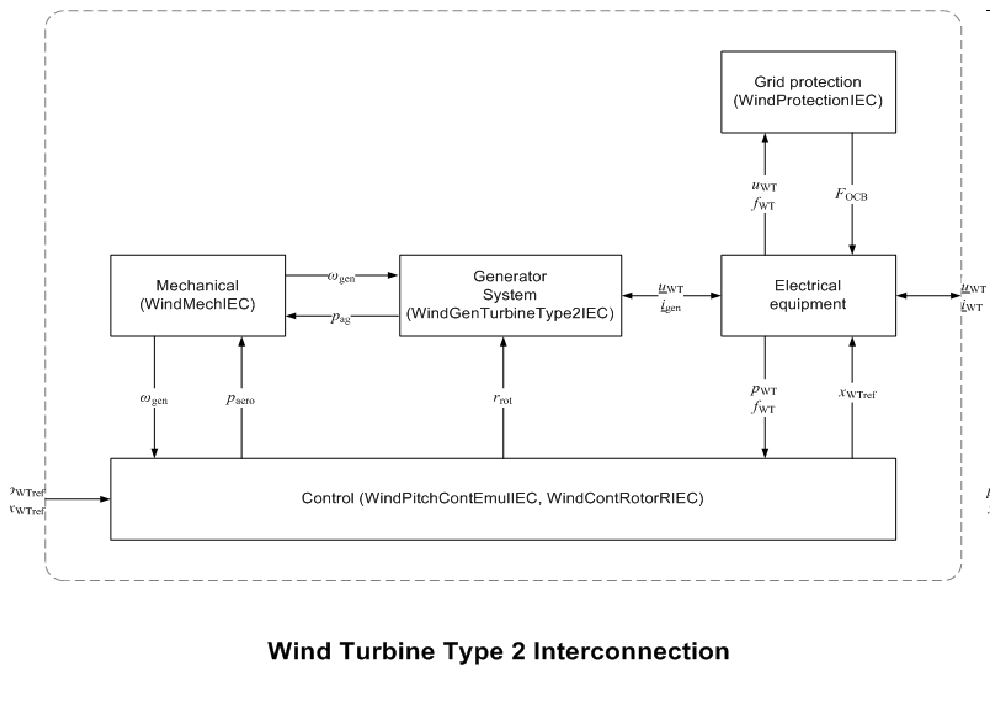 Grid protection
(WindProtectionIEC)
uWT
fWT
FOCB
Mechanical
(WindMechIEC)
ωgen
pag
Generator
System
(WindGenTurbineType2IEC)
uWT
igen
Electrical
equipment
uWT
iWT
ωgen
paero
rrot
pWT
fWT
xWTref
Control (WindPitchContEmulIEC, WindContRotorRIEC)
WTref
xWTref
Wind Turbine Type 2 Interconnection